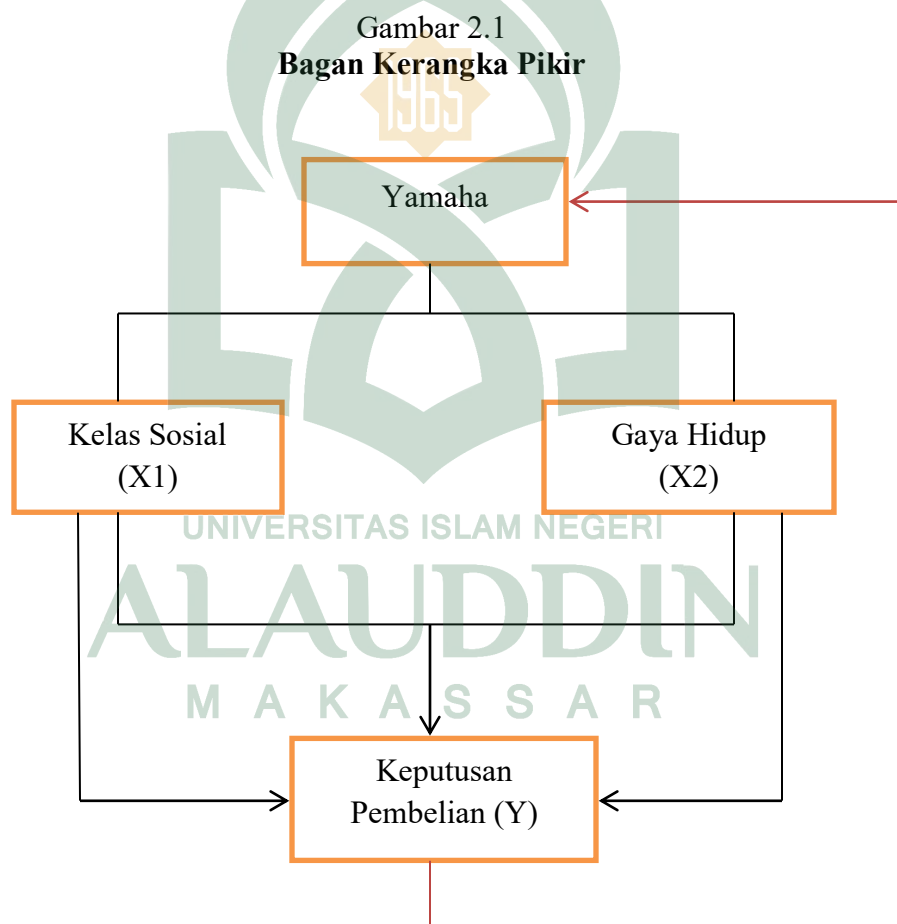 Gambar 2.1
Bagan Kerangka Pikir
1965
Yamaha
Kelas Sosial
(X1)
Gaya Hidup
(X2)
UNIVERSITAS ISLAM NEGERI
ALAUDDIN
MAKASSAR
Keputusan
Pembelian (Y)